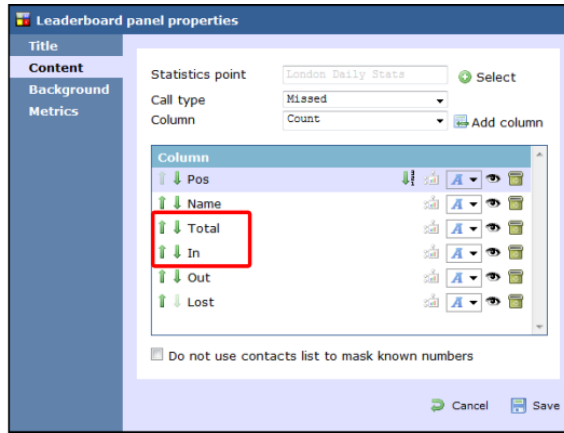 Leaderboard panel properties
Title
Content
Background
Metrics
Statistics point London Daily Stats Select
Call type Missed
Column Count Add column
Column
Pos A
Name A
Total A
In A
Out A
Lost A
Do not use contacts list to mask known numbers
Cancel Save